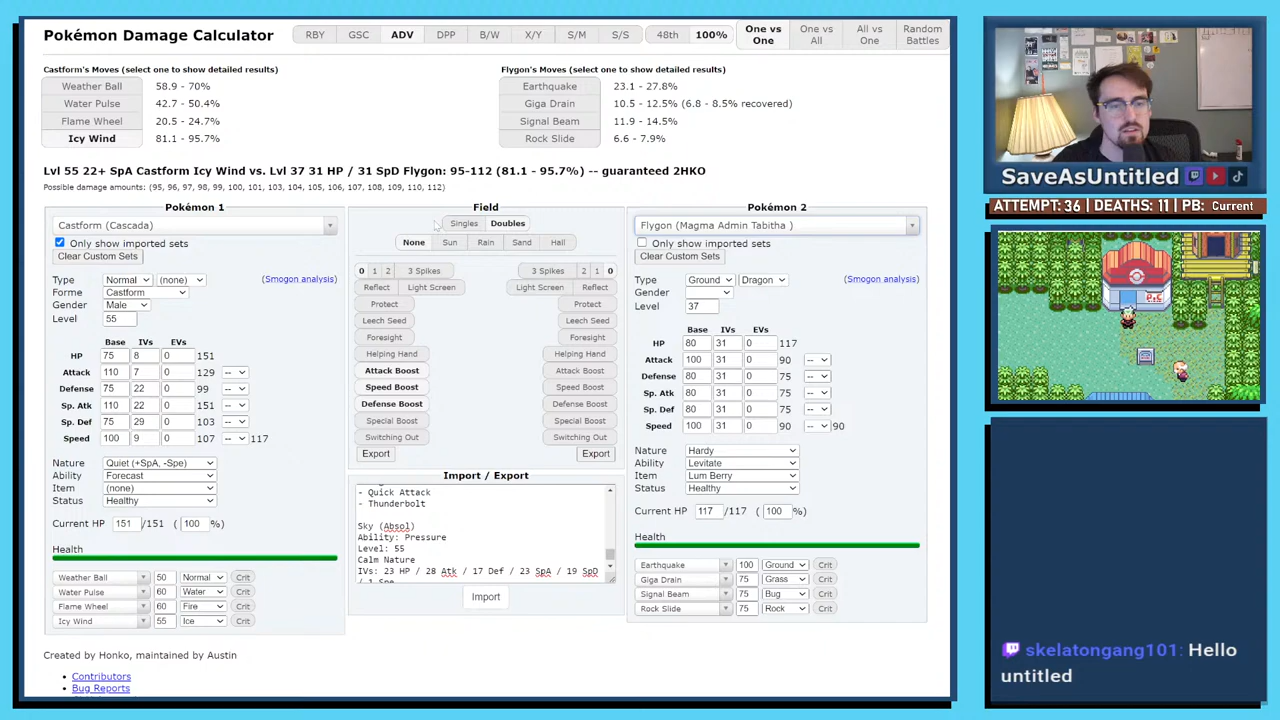 Pokémon Damage Calculator
RBY GSC ADV DPP B/W X/Y S/M S/S 48th 100% One vs One One vs All All vs One Random Battles
Castform's Moves (select one to show detailed results)
Weather Ball 58.9 - 70%
Water Pulse 42.7 - 50.4%
Flame Wheel 20.5 - 24.7%
Icy Wind 81.1 - 95.7%
Flygon's Moves (select one to show detailed results)
Earthquake 23.1 - 27.8%
Giga Drain 10.5 - 12.5% (6.8 - 8.5% recovered)
Signal Beam 11.9 - 14.5%
Rock Slide 6.6 - 7.9%
Lvl 55 22+ SpA Castform Icy Wind vs. Lvl 37 31 HP / 31 SpD Flygon: 95-112 (81.1 - 95.7%) -- guaranteed 2HKO
Possible damage amounts: (95, 96, 97, 98, 99, 100, 101, 103, 104, 105, 106, 107, 108, 109, 110, 112)
Pokémon 1
Castform (Cascada)
Only show imported sets
Clear Custom Sets
Type Normal (none) (Smogon analysis)
Forme Castform
Gender Male
Level 55
Base IVs EVs
HP 75 8 0 151
Attack 110 7 0 129 --
Defense 75 22 0 99 --
Sp. Atk 110 22 0 151 --
Sp. Def 75 29 0 103 --
Speed 100 9 0 107 -- 117
Nature Quiet (+SpA, -Spe)
Ability Forecast
Item (none)
Status Healthy
Current HP 151 /151 ( 100 %)
Health
Weather Ball 50 Normal Crit
Water Pulse 60 Water Crit
Flame Wheel 60 Fire Crit
Icy Wind 55 Ice Crit
Field
Singles Doubles
None Sun Rain Sand Hail
0 1 2 3 Spikes 3 Spikes 2 1 0
Reflect Light Screen Light Screen Reflect
Protect Protect
Leech Seed Leech Seed
Foresight Foresight
Helping Hand Helping Hand
Attack Boost Attack Boost
Speed Boost Speed Boost
Defense Boost Defense Boost
Special Boost Special Boost
Switching Out Switching Out
Export Export
Import / Export
- Quick Attack
- Thunderbolt
Sky (Absol)
Ability: Pressure
Level: 55
Calm Nature
IVs: 23 HP / 28 Atk / 17 Def / 23 SpA / 19 SpD
/ 1 Spe
Import
Pokémon 2
Flygon (Magma Admin Tabitha )
Only show imported sets
Clear Custom Sets
Type Ground Dragon (Smogon analysis)
Gender
Level 37
Base IVs EVs
HP 80 31 0 117
Attack 100 31 0 90 --
Defense 80 31 0 75 --
Sp. Atk 80 31 0 75 --
Sp. Def 80 31 0 75 --
Speed 100 31 0 90 -- 90
Nature Hardy
Ability Levitate
Item Lum Berry
Status Healthy
Current HP 117 /117 ( 100 %)
Health
Earthquake 100 Ground Crit
Giga Drain 75 Grass Crit
Signal Beam 75 Bug Crit
Rock Slide 75 Rock Crit
Created by Honko, maintained by Austin
Contributors
Bug Reports
SaveAsUntitled
ATTEMPT: 36 | DEATHS: 11 | PB: Current
P.C
skelatongang101: Hello
untitled